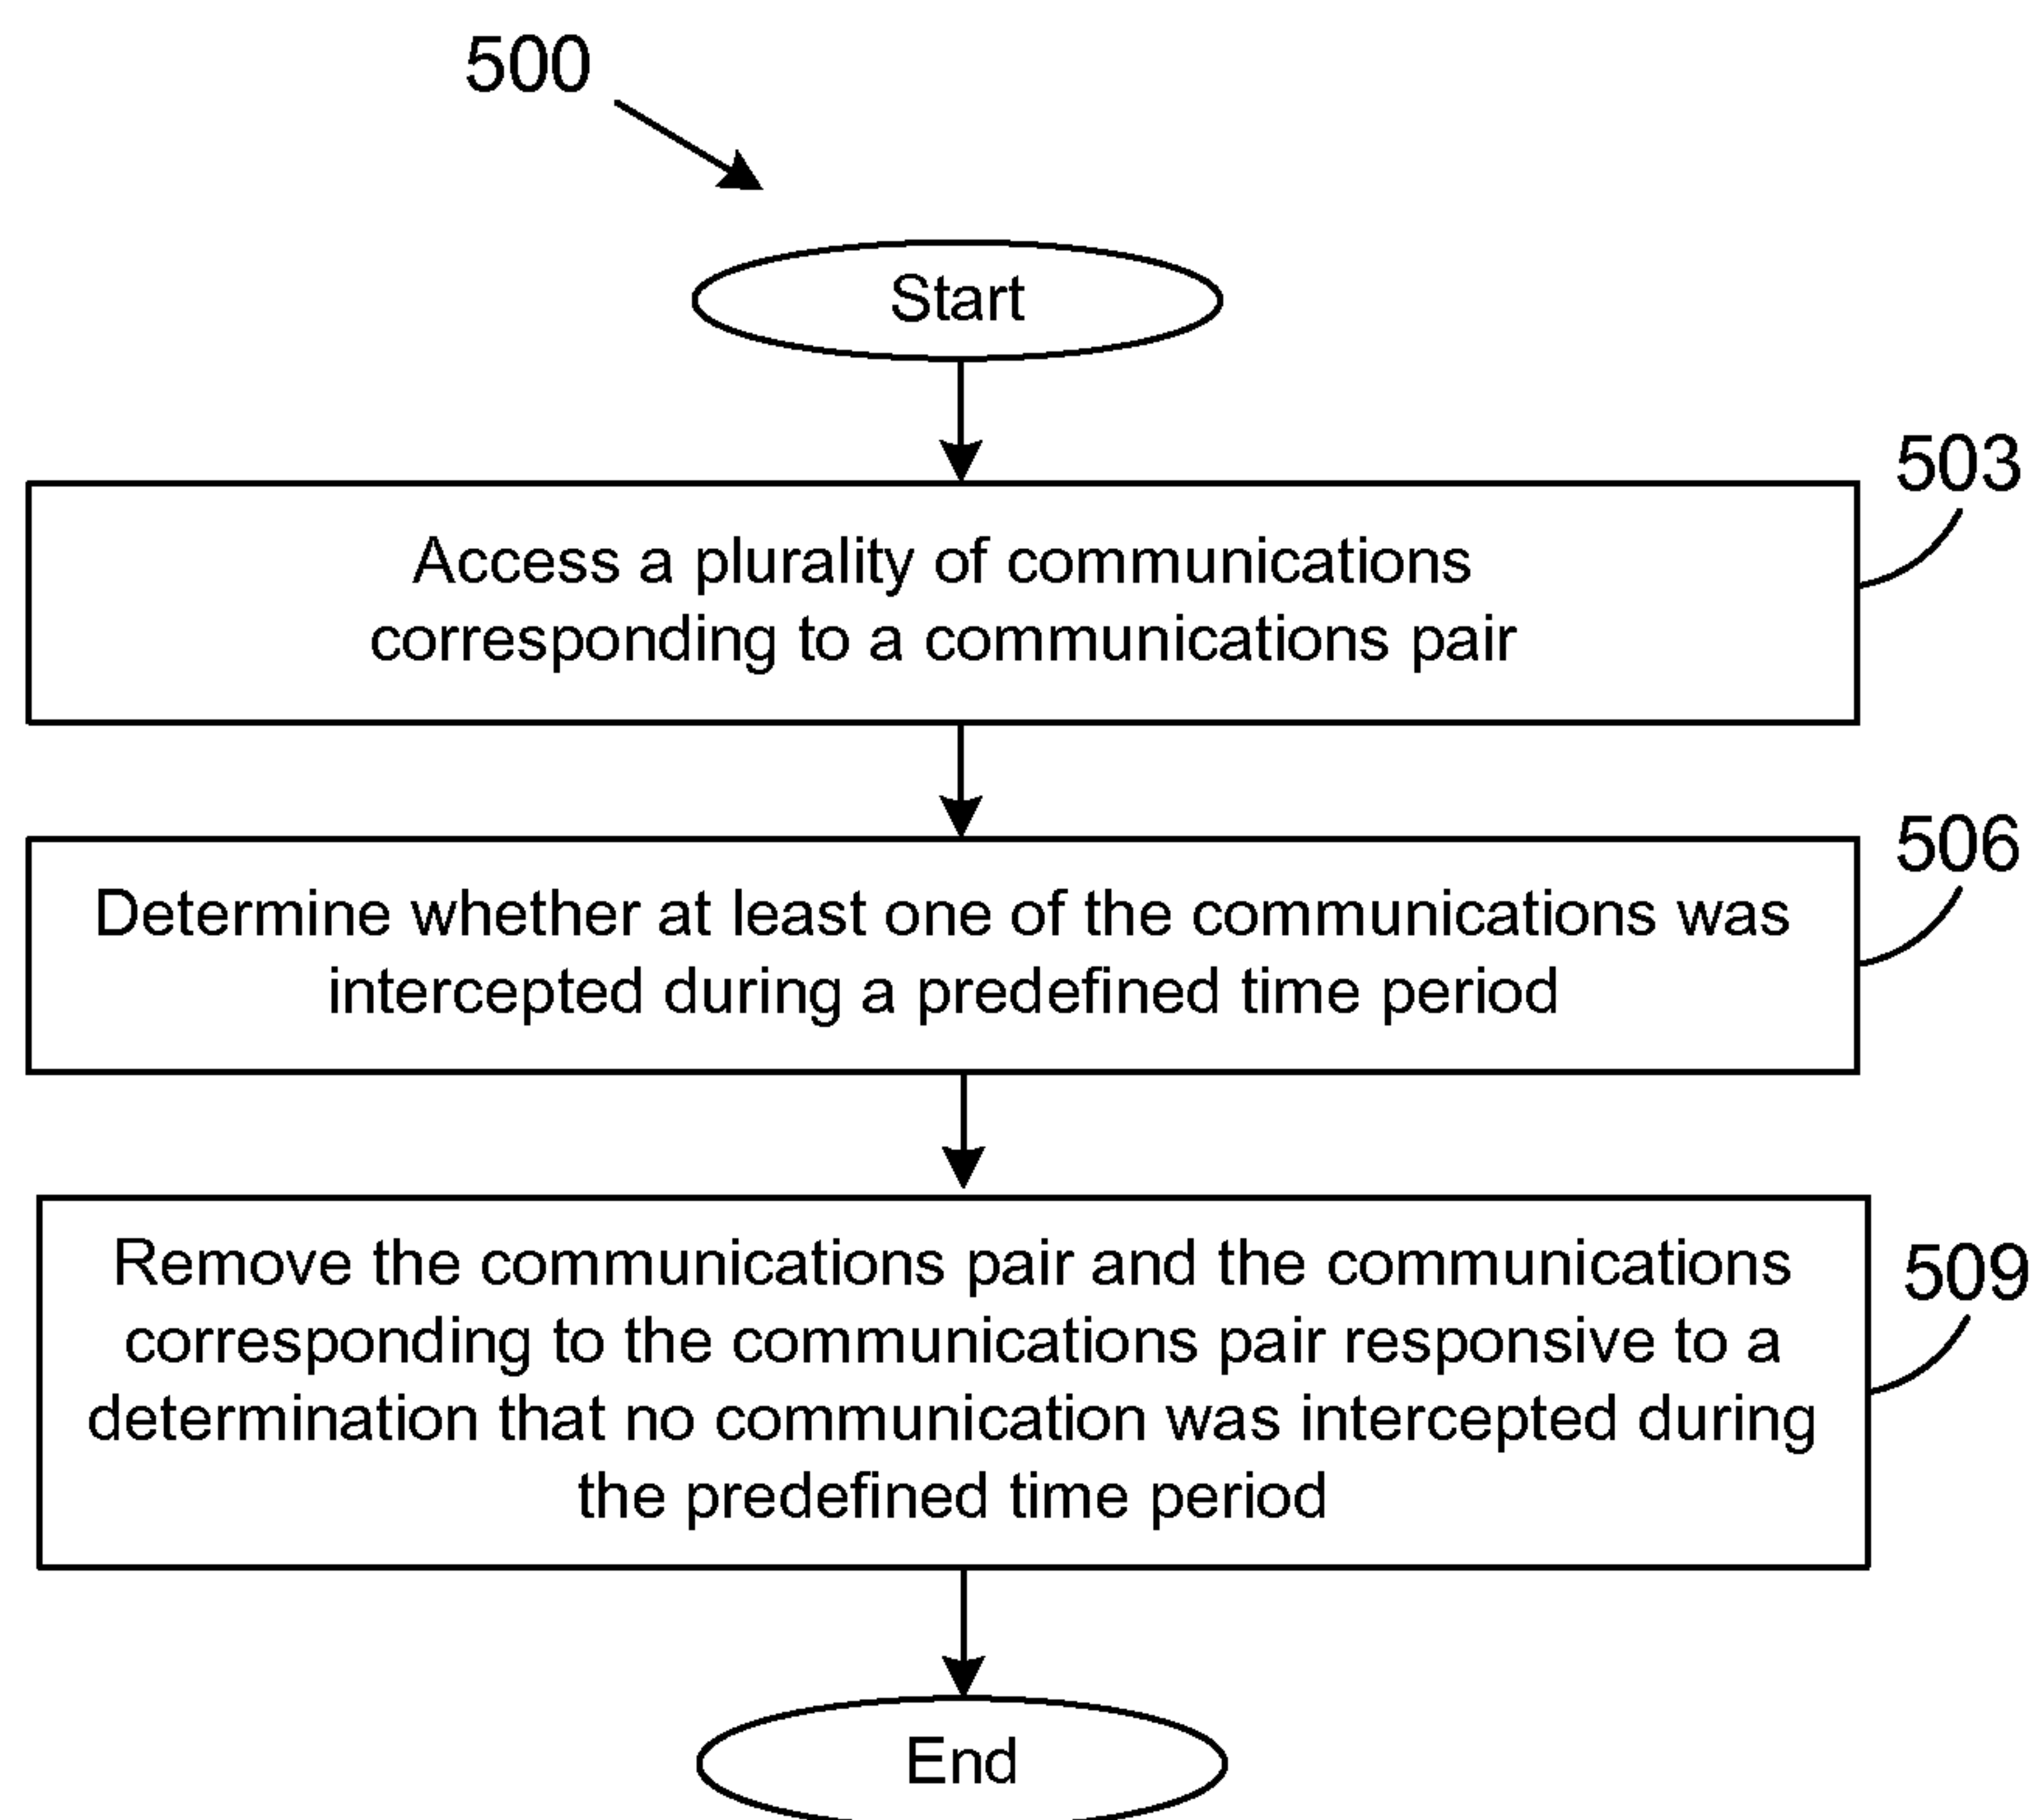 500
Start
503
Access a plurality of communications
corresponding to a communications pair
506
Determine whether at least one of the communications was
intercepted during a predefined time period
Remove the communications pair and the communications
509
corresponding to the communications pair responsive to a
determination that no communication was intercepted during
the predefined time period
End